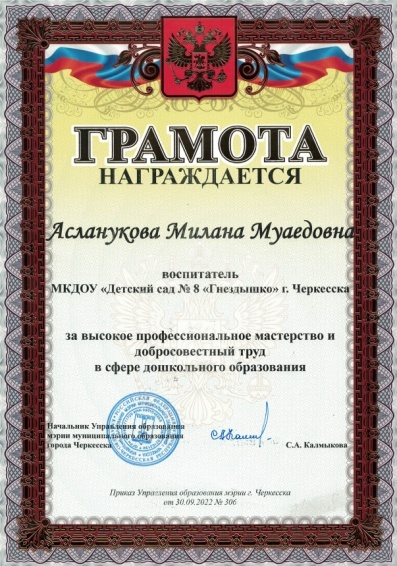 ГРАМОТА
НАГРАЖДАЕТСЯ
Асланукова Милана Муаедовна
воспитатель
МКДОУ «Детский сад № 8 «Гнездышко» г. Черкесска
за высокое профессиональное мастерство и
добросовестный труд
в сфере дошкольного образования
Начальник Управления образования
мэрии муниципального образования
города Черкесска
С.А. Калмыкова
Приказ Управления образования мэрии г. Черкесска
от 30.09.2022 № 306